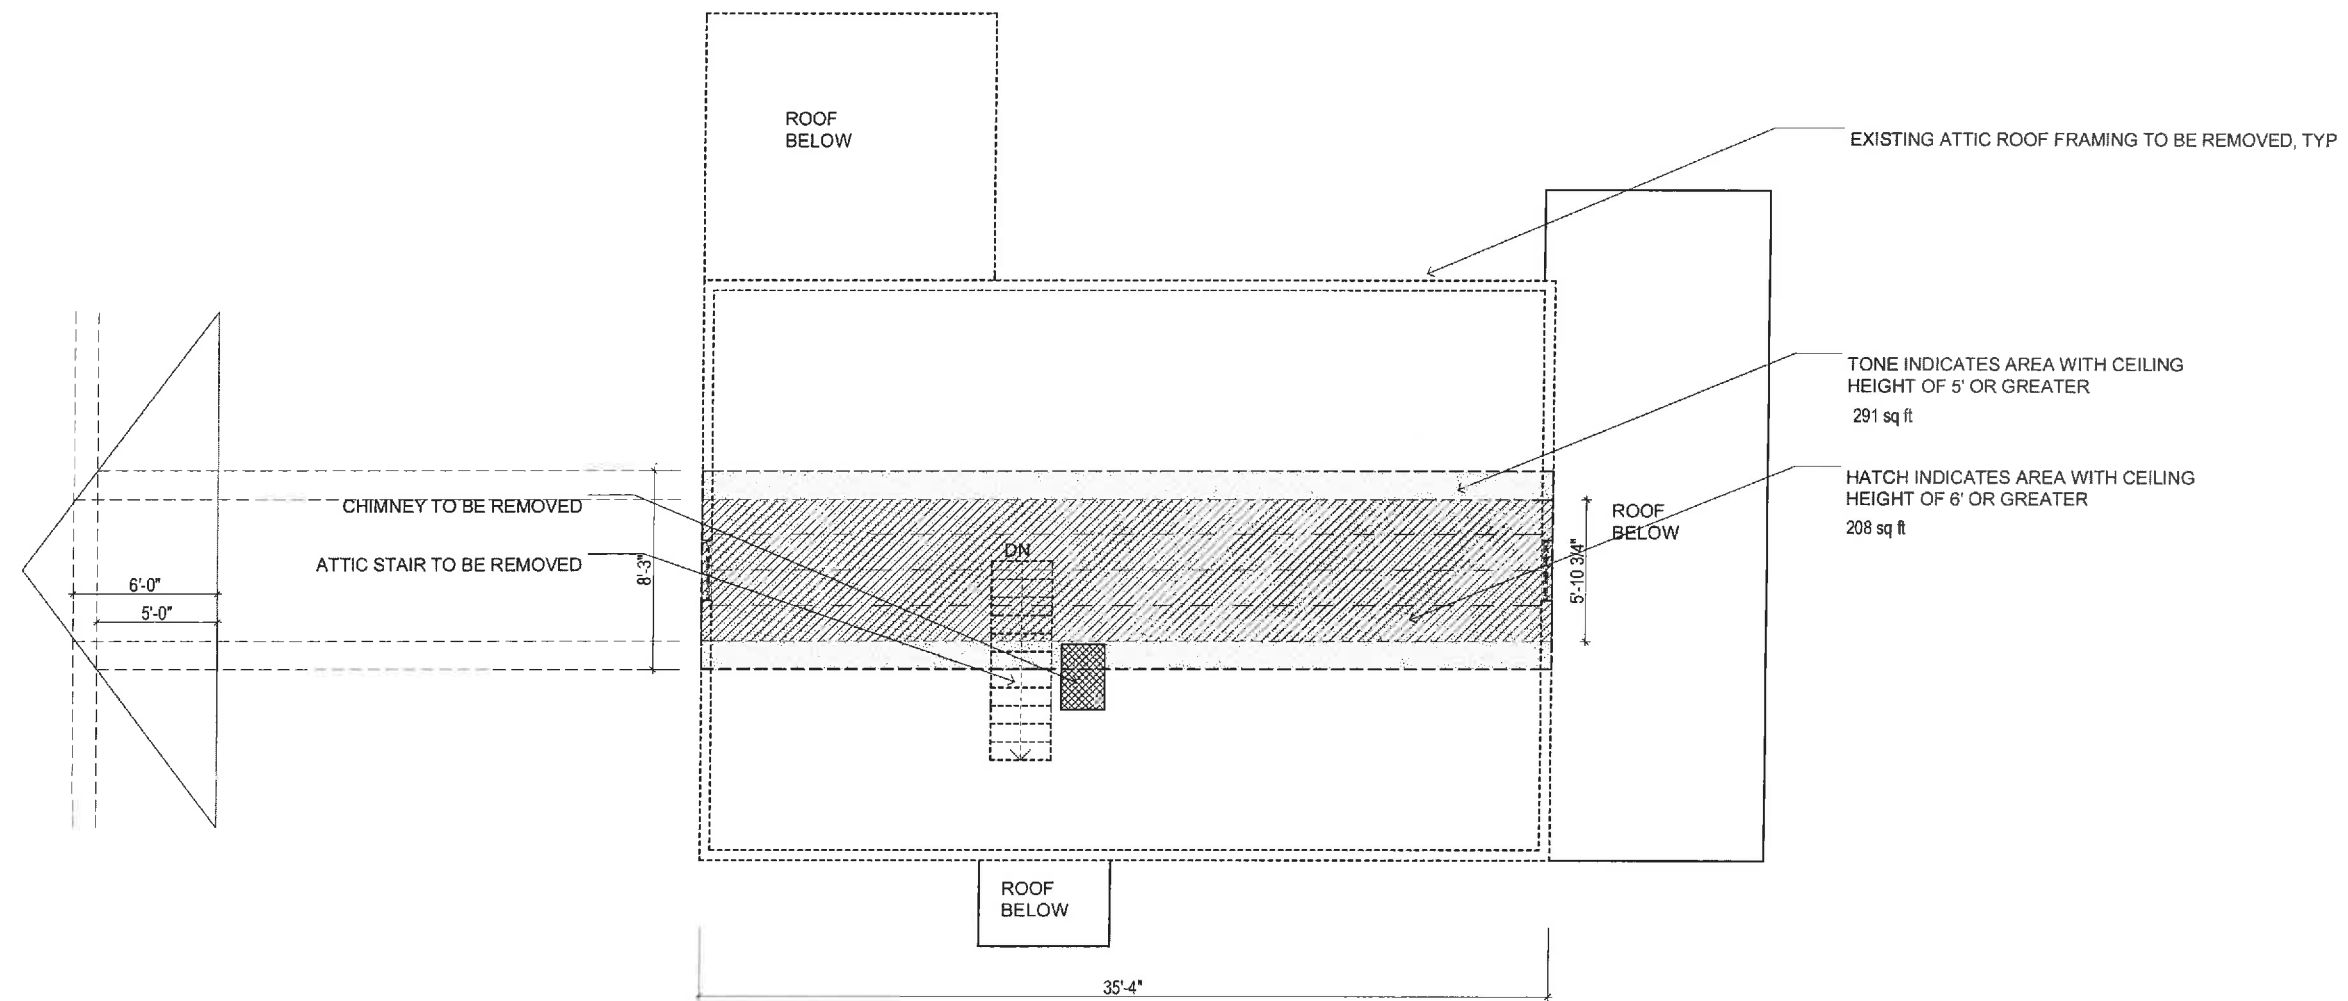 ROOF
BELOW
EXISTING ATTIC ROOF FRAMING TO BE REMOVED, TYP
TONE INDICATES AREA WITH CEILING
HEIGHT OF 5' OR GREATER
291 sq ft
HATCH INDICATES AREA WITH CEILING
HEIGHT OF 6' OR GREATER
208 sq ft
CHIMNEY TO BE REMOVED
ROOF
BELOW
ATTIC STAIR TO BE REMOVED
DN
8'-3"
5'-10 3/4"
6'-0"
5'-0"
ROOF
BELOW
35'-4"